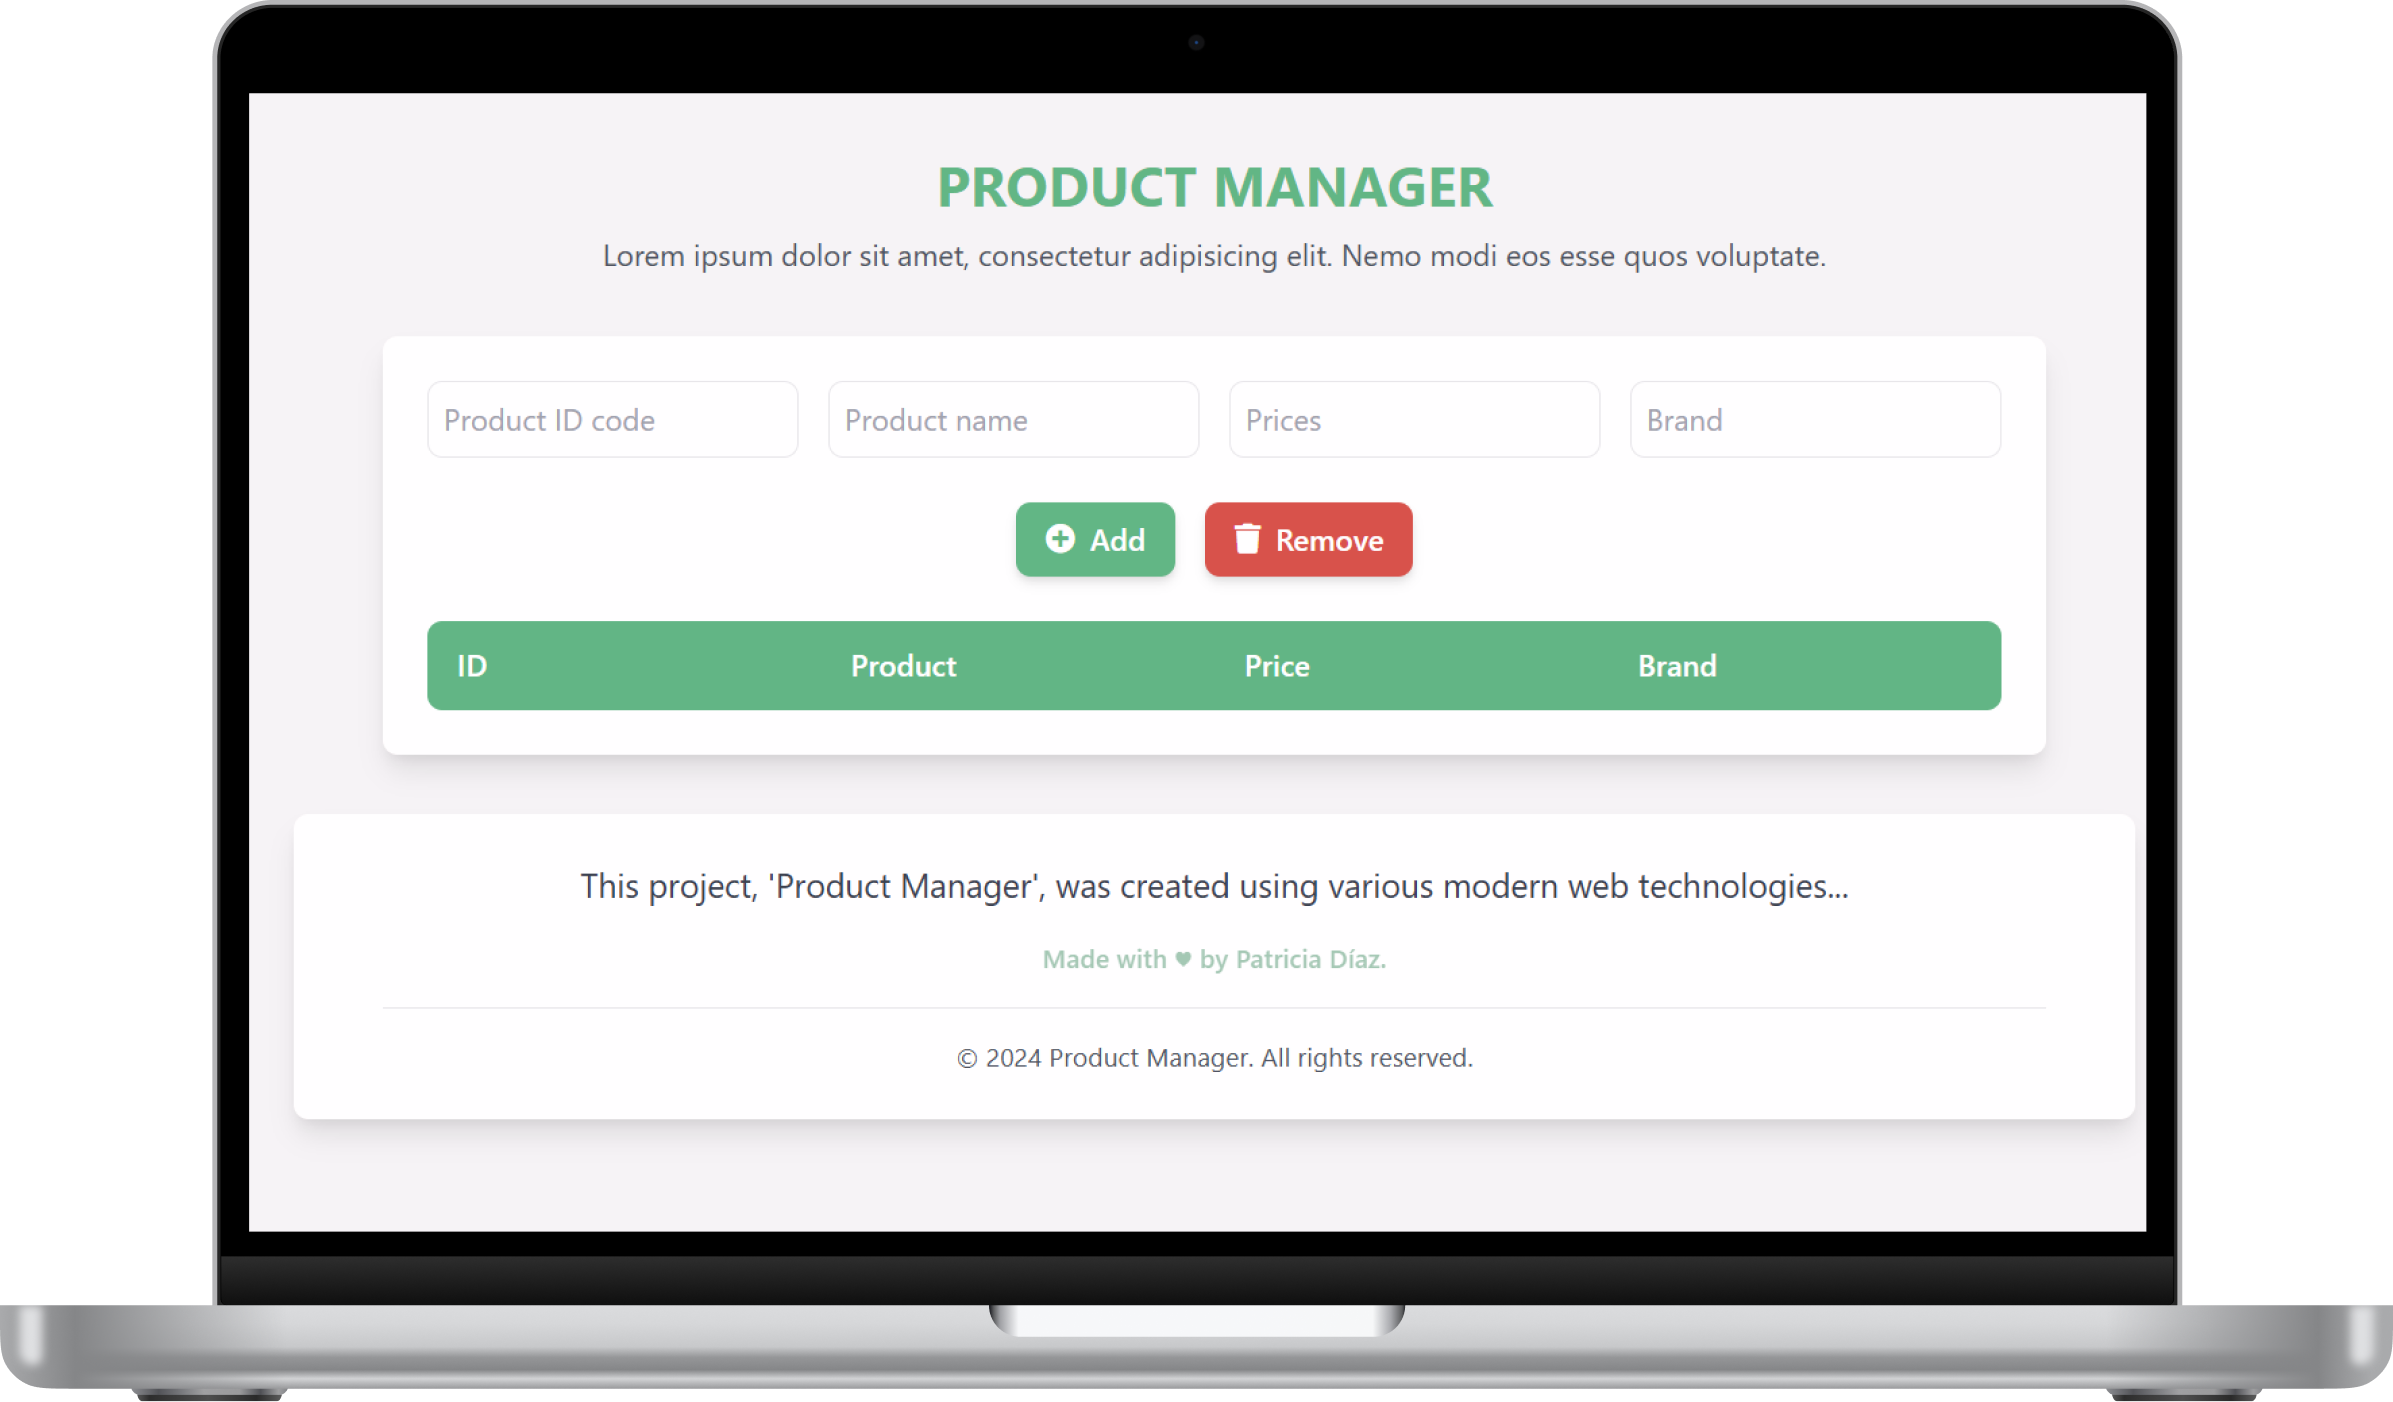 PRODUCT MANAGER
Lorem ipsum dolor sit amet, consectetur adipisicing elit. Nemo modi eos esse quos voluptate.
Product ID code Product name Prices Brand
Add Remove
ID Product Price Brand
This project, 'Product Manager', was created using various modern web technologies...
Made with ♥ by Patricia Díaz.
© 2024 Product Manager. All rights reserved.